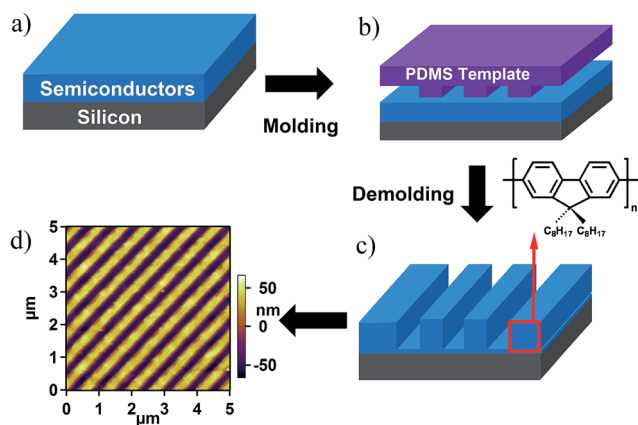 a)
Semiconductors
Silicon
Molding
b)
PDMS Template
Demolding
n
C₈H₁₇ C₈H₁₇
c)
d)
5
4
3
2
1
0
µm
0 1 2 3 4 5
µm
50
nm
0
-50